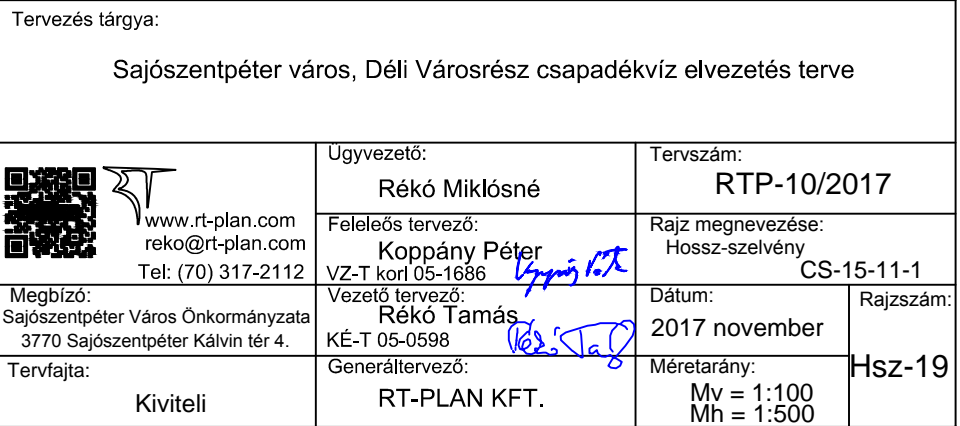 Tervezés tárgya:
Sajószentpéter város, Déli Városrész csapadékvíz elvezetés terve
www.rt-plan.com
reko@rt-plan.com
Tel: (70) 317-2112
Ügyvezető:
Rékó Miklósné
Tervszám:
RTP-10/2017
Feleleős tervező:
Koppány Péter
VZ-T korl 05-1686
Rajz megnevezése:
Hossz-szelvény
CS-15-11-1
Megbízó:
Sajószentpéter Város Önkormányzata
3770 Sajószentpéter Kálvin tér 4.
Vezető tervező:
Rékó Tamás
KÉ-T 05-0598
Dátum:
2017 november
Rajzszám:
Hsz-19
Tervfajta:
Kiviteli
Generáltervező:
RT-PLAN KFT.
Méretarány:
Mv = 1:100
Mh = 1:500